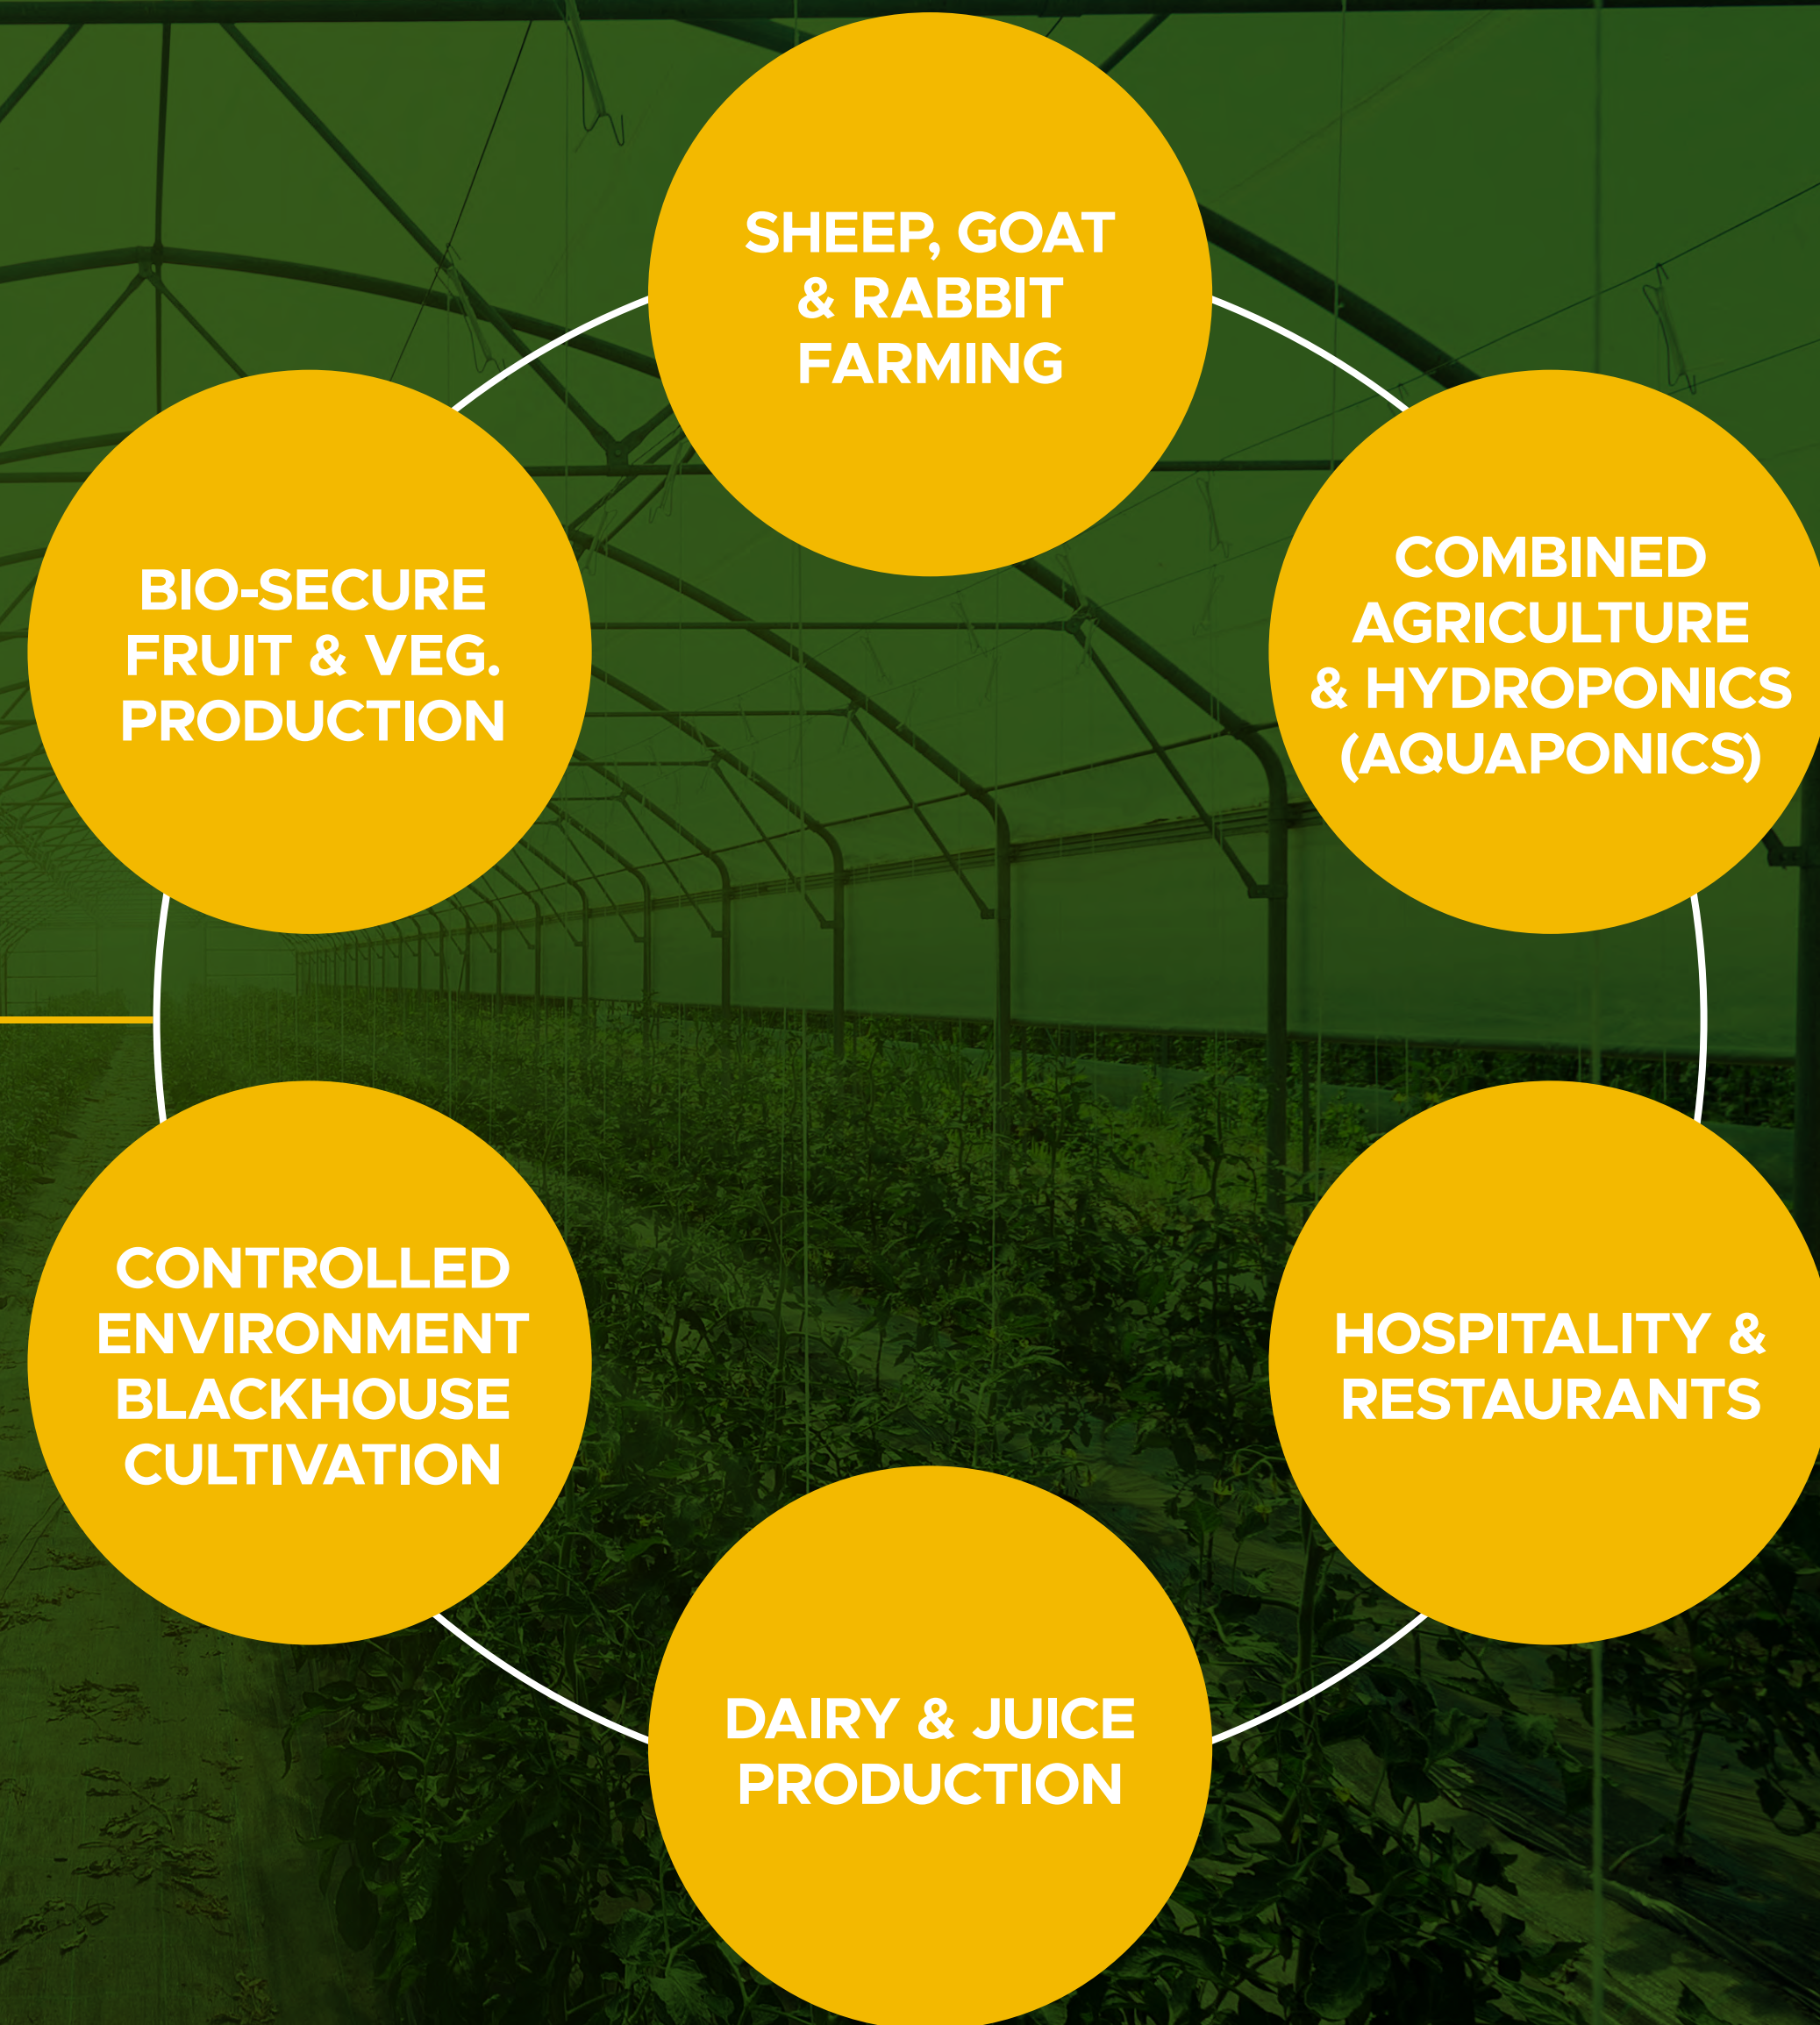 SHEEP, GOAT
& RABBIT
FARMING
BIO-SECURE
FRUIT & VEG.
PRODUCTION
COMBINED
AGRICULTURE
& HYDROPONICS
(AQUAPONICS)
CONTROLLED
ENVIRONMENT
BLACKHOUSE
CULTIVATION
HOSPITALITY &
RESTAURANTS
DAIRY & JUICE
PRODUCTION